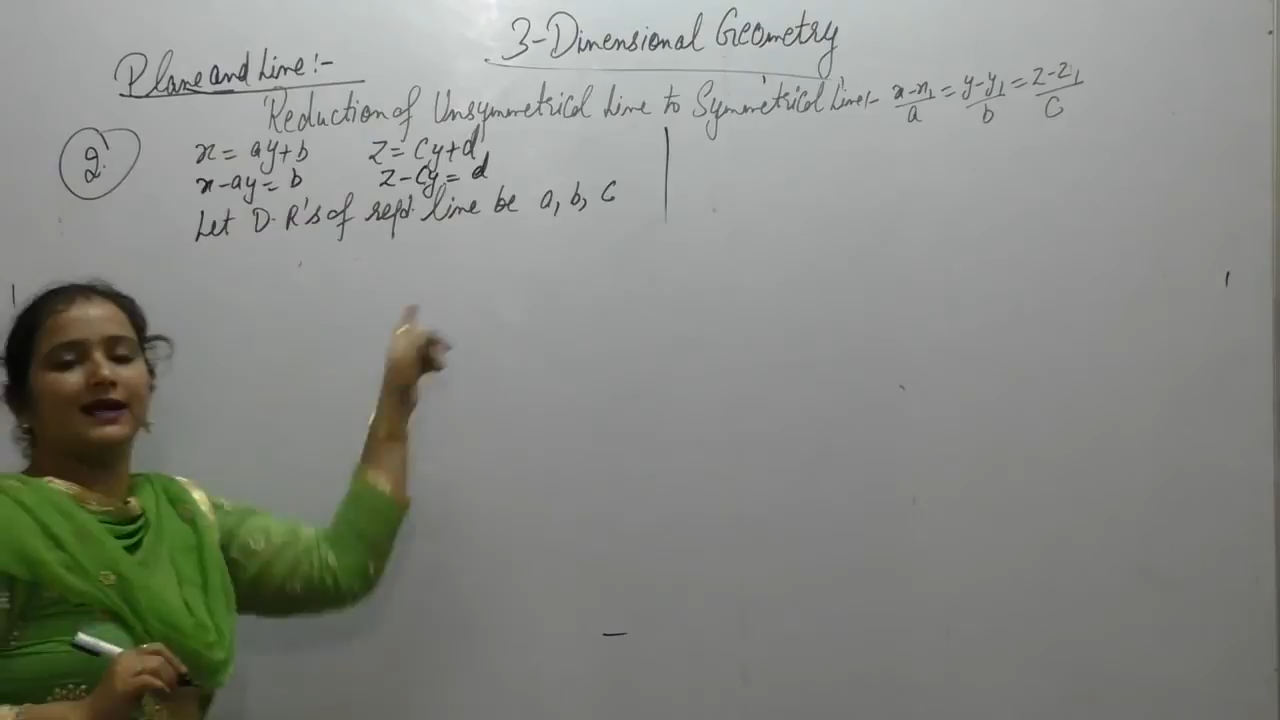 3-Dimensional Geometry
Plane and Line:-
Reduction of Unsymmetrical Line to Symmetrical Line:- x-x₁/a = y-y₁/b = z-z₁/c
2. x = ay+b z = cy+d
x-ay = b z-cy = d
Let D.R's of reqd. line be a, b, c